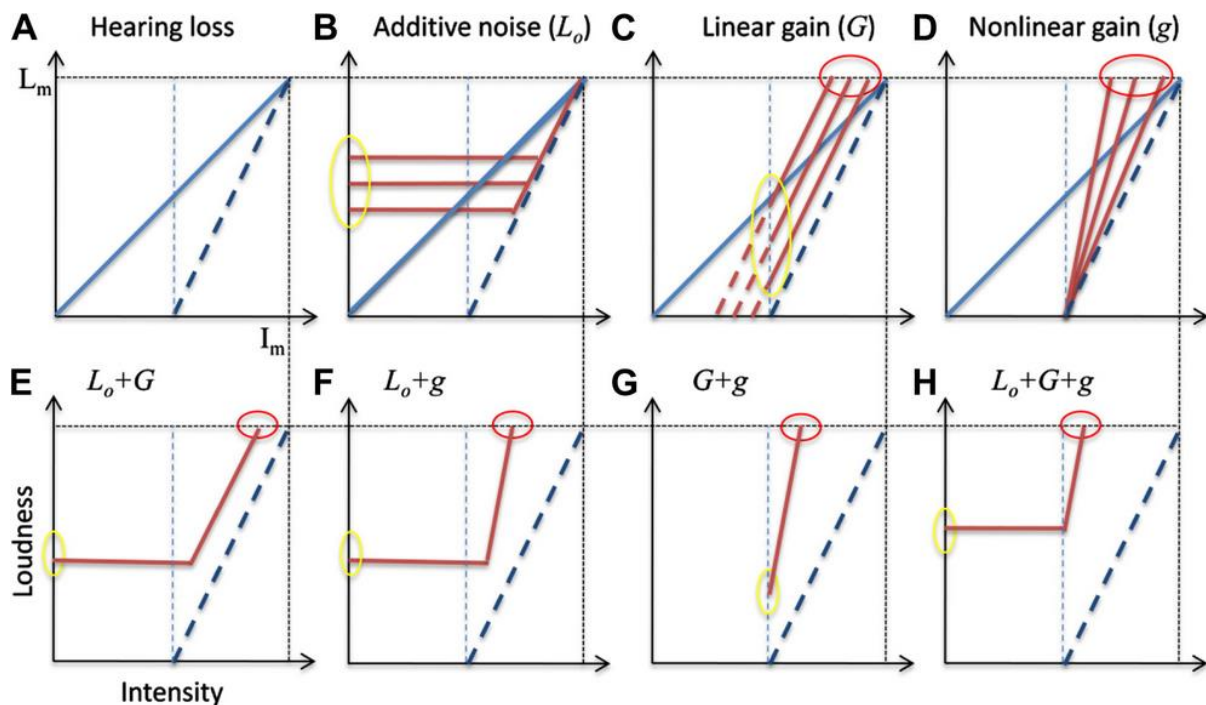 A Hearing loss
B Additive noise (Lₒ)
C Linear gain (G)
D Nonlinear gain (g)
Lₘ
Iₘ
E Lₒ+G
F Lₒ+g
G G+g
H Lₒ+G+g
Loudness
Intensity